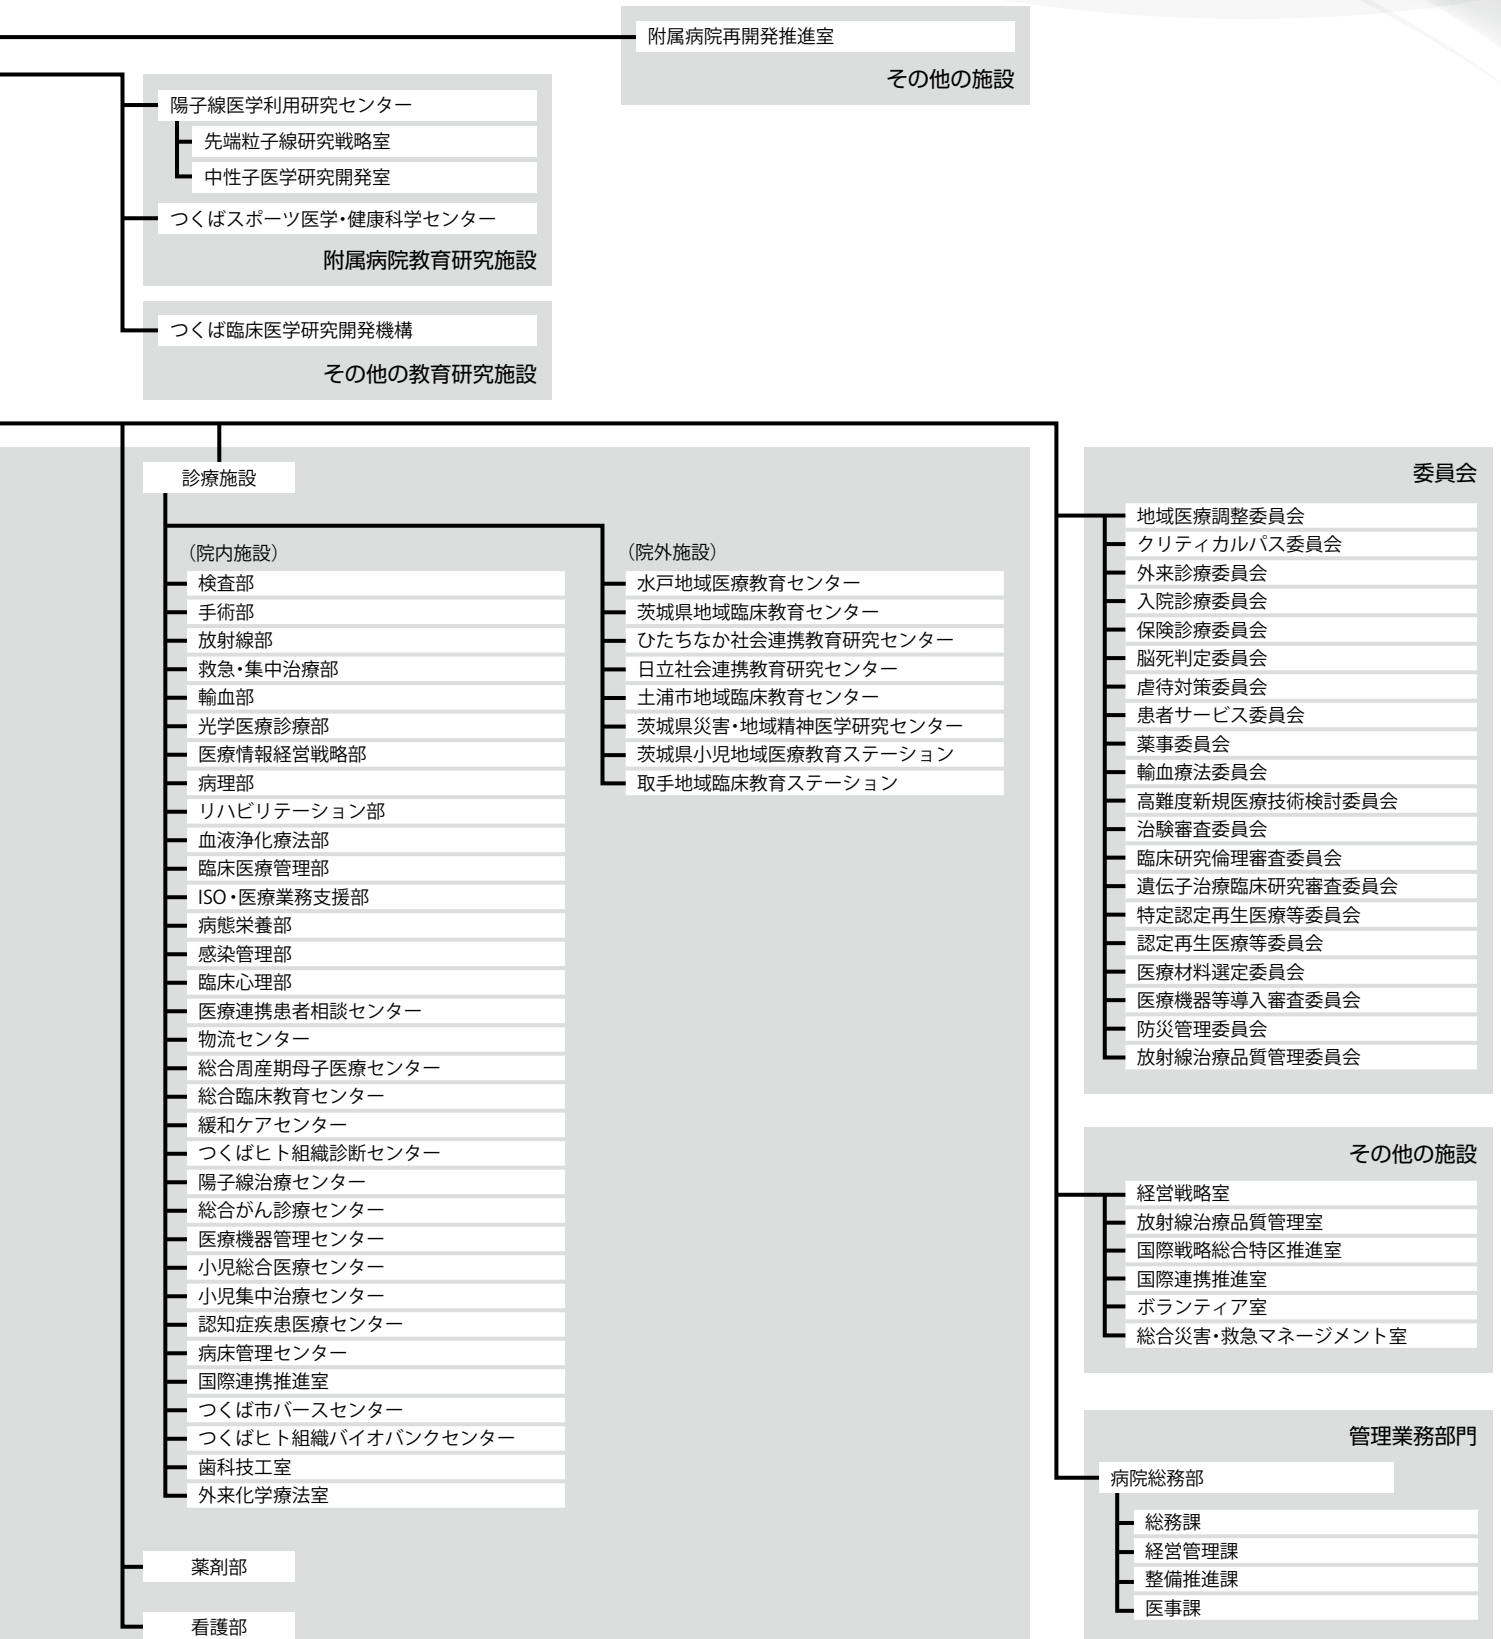 附属病院再開発推進室
その他の施設
陽子線医学利用研究センター
先端粒子線研究戦略室
中性子医学研究開発室
つくばスポーツ医学・健康科学センター
附属病院教育研究施設
つくば臨床医学研究開発機構
その他の教育研究施設
診療施設
（院内施設）
検査部
手術部
放射線部
救急・集中治療部
輸血部
光学医療診療部
医療情報経営戦略部
病理部
リハビリテーション部
血液浄化療法部
臨床医療管理部
ISO・医療業務支援部
病態栄養部
感染管理部
臨床心理部
医療連携患者相談センター
物流センター
総合周産期母子医療センター
総合臨床教育センター
緩和ケアセンター
つくばヒト組織診断センター
陽子線治療センター
総合がん診療センター
医療機器管理センター
小児総合医療センター
小児集中治療センター
認知症疾患医療センター
病床管理センター
国際連携推進室
つくば市バースセンター
つくばヒト組織バイオバンクセンター
歯科技工室
外来化学療法室
（院外施設）
水戸地域医療教育センター
茨城県地域臨床教育センター
ひたちなか社会連携教育研究センター
日立社会連携教育研究センター
土浦市地域臨床教育センター
茨城県災害・地域精神医学研究センター
茨城県小児地域医療教育ステーション
取手地域臨床教育ステーション
薬剤部
看護部
委員会
地域医療調整委員会
クリティカルパス委員会
外来診療委員会
入院診療委員会
保険診療委員会
脳死判定委員会
虐待対策委員会
患者サービス委員会
薬事委員会
輸血療法委員会
高難度新規医療技術検討委員会
治験審査委員会
臨床研究倫理審査委員会
遺伝子治療臨床研究審査委員会
特定認定再生医療等委員会
認定再生医療等委員会
医療材料選定委員会
医療機器等導入審査委員会
防災管理委員会
放射線治療品質管理委員会
その他の施設
経営戦略室
放射線治療品質管理室
国際戦略総合特区推進室
国際連携推進室
ボランティア室
総合災害・救急マネージメント室
管理業務部門
病院総務部
総務課
経営管理課
整備推進課
医事課